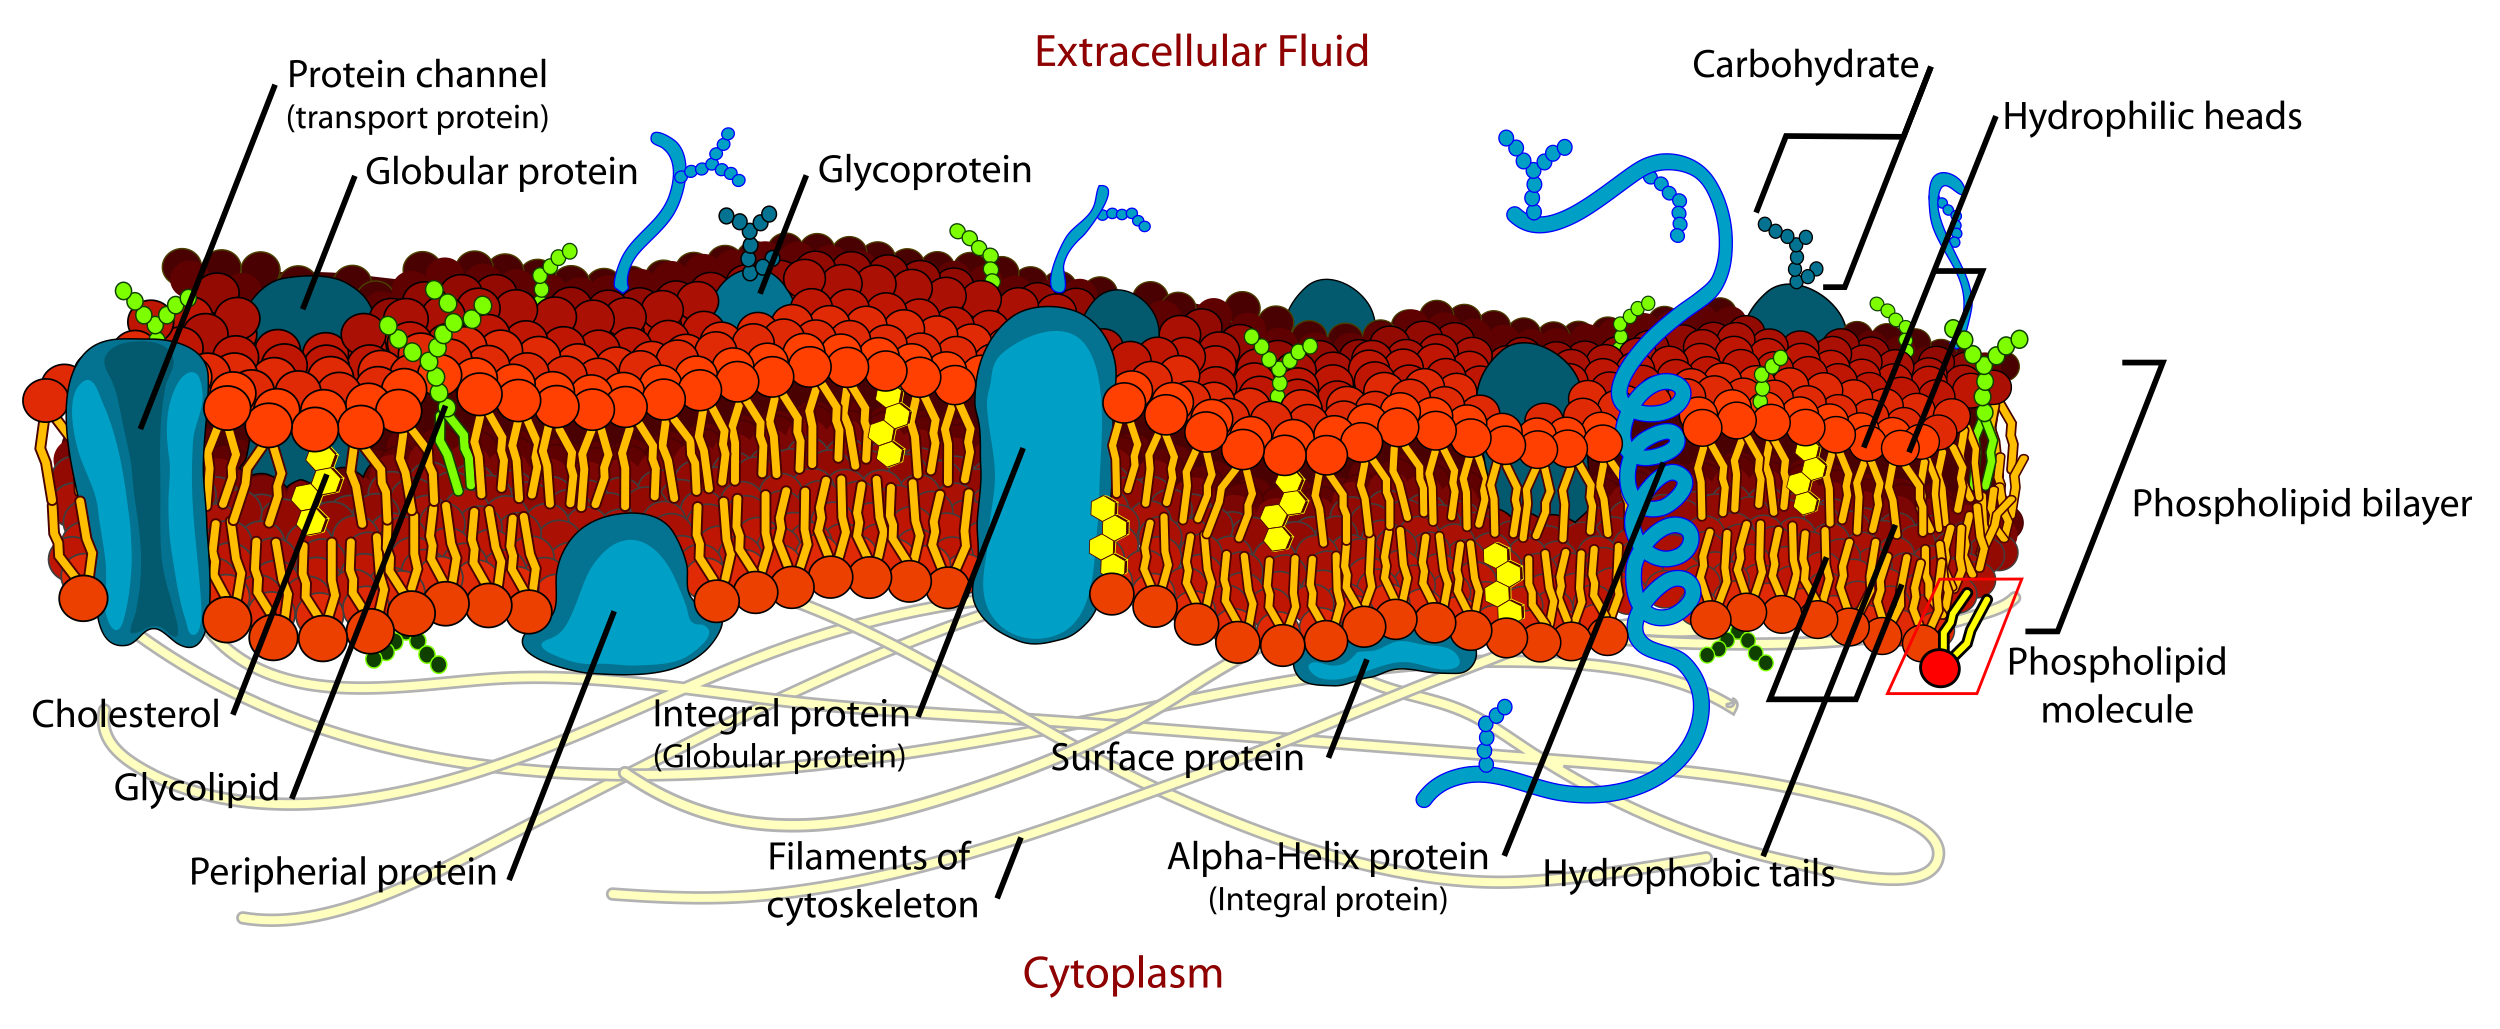 Extracellular Fluid
Protein channel
(transport protein)
Globular protein
Glycoprotein
Carbohydrate
Hydrophilic heads
Phospholipid bilayer
Phospholipid
molecule
Cholesterol
Glycolipid
Peripherial protein
Integral protein
(Globular protein)
Filaments of
cytoskeleton
Surface protein
Alpha-Helix protein
(Integral protein)
Hydrophobic tails
Cytoplasm